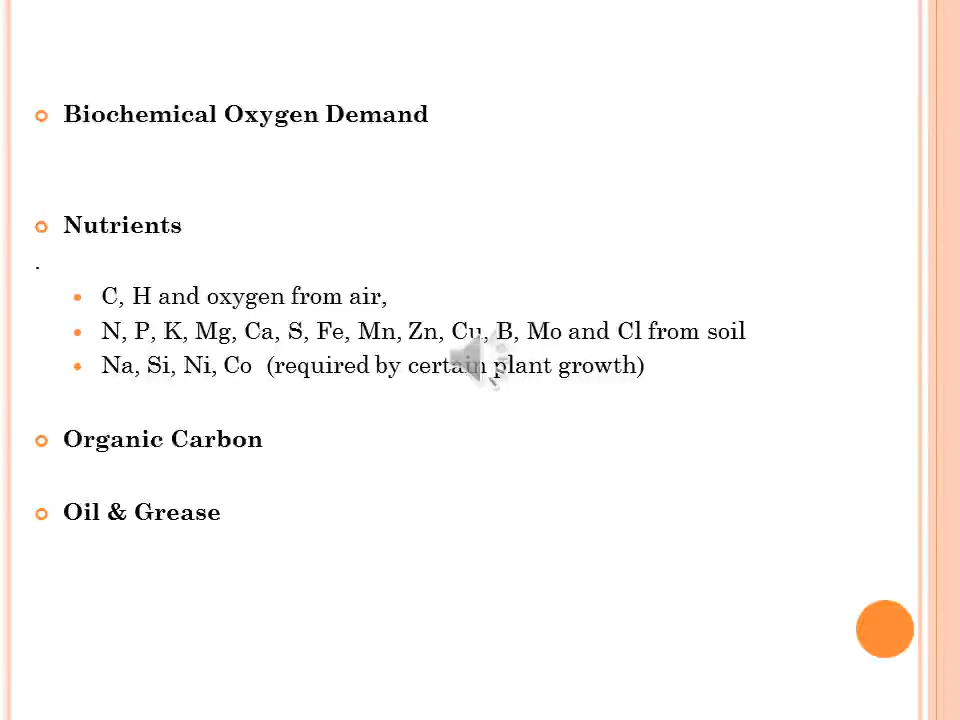 Biochemical Oxygen Demand
Nutrients
.
C, H and oxygen from air,
N, P, K, Mg, Ca, S, Fe, Mn, Zn, Cu, B, Mo and Cl from soil
Na, Si, Ni, Co (required by certain plant growth)
Organic Carbon
Oil & Grease